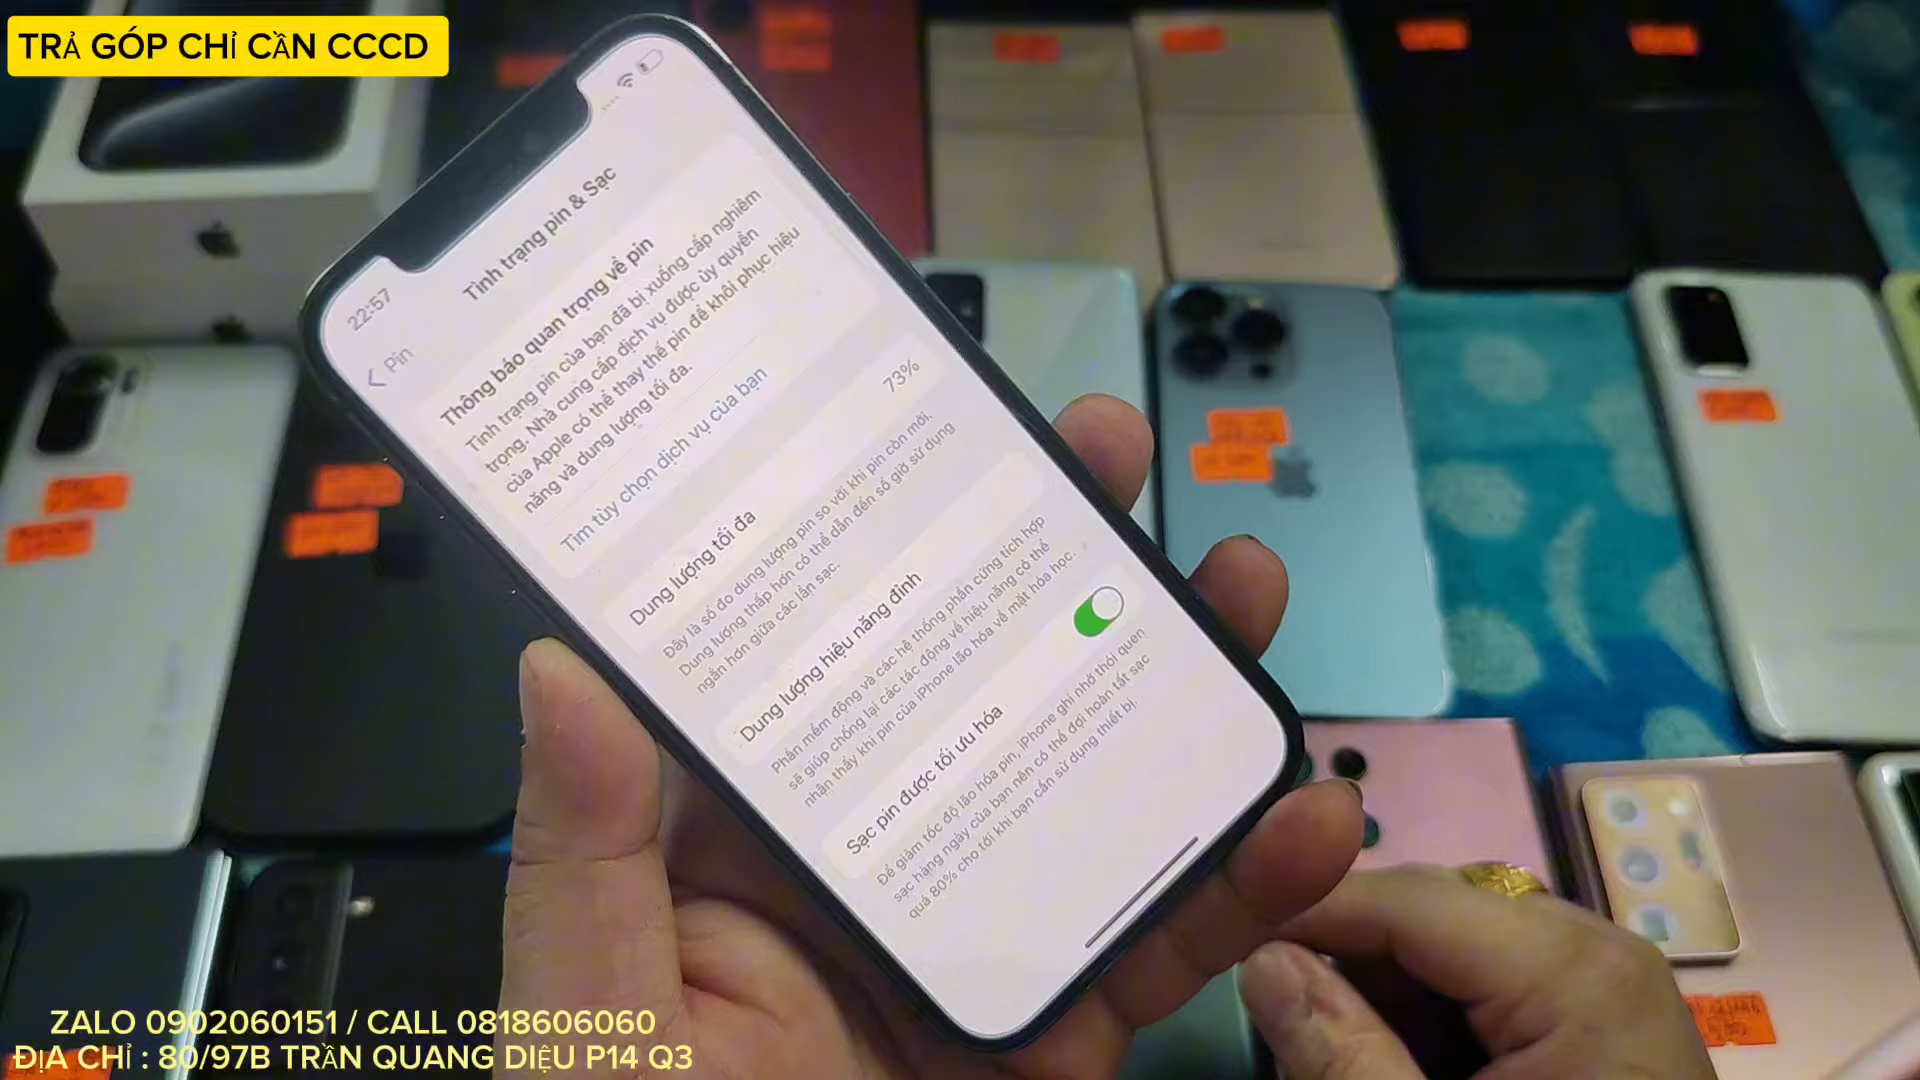 TRẢ GÓP CHỈ CẦN CCCD
22:57
Pin
Tình trạng pin & Sạc
Thông báo quan trọng về pin
Tình trạng pin của bạn đã bị xuống cấp nghiêm
trọng. Nhà cung cấp dịch vụ được ủy quyền
của Apple có thể thay thế pin để khôi phục hiệu
năng và dung lượng tối đa.
Tìm tùy chọn dịch vụ của bạn
Dung lượng tối đa 73%
Đây là số đo dung lượng pin so với khi pin còn mới.
Dung lượng thấp hơn có thể dẫn đến số giờ sử dụng
ngắn hơn giữa các lần sạc.
Dung lượng hiệu năng đỉnh
Phần mềm động và các hệ thống phần cứng tích hợp
sẽ giúp chống lại các tác động về hiệu năng có thể
nhận thấy khi pin của iPhone lão hóa về mặt hóa học.
Sạc pin được tối ưu hóa
Để giảm tốc độ lão hóa pin, iPhone ghi nhớ thói quen
sạc hàng ngày của bạn nên có thể đợi hoàn tất sạc
quá 80% cho tới khi bạn cần sử dụng thiết bị.
ZALO 0902060151 / CALL 0818606060
ĐỊA CHỈ : 80/97B TRẦN QUANG DIỆU P14 Q3